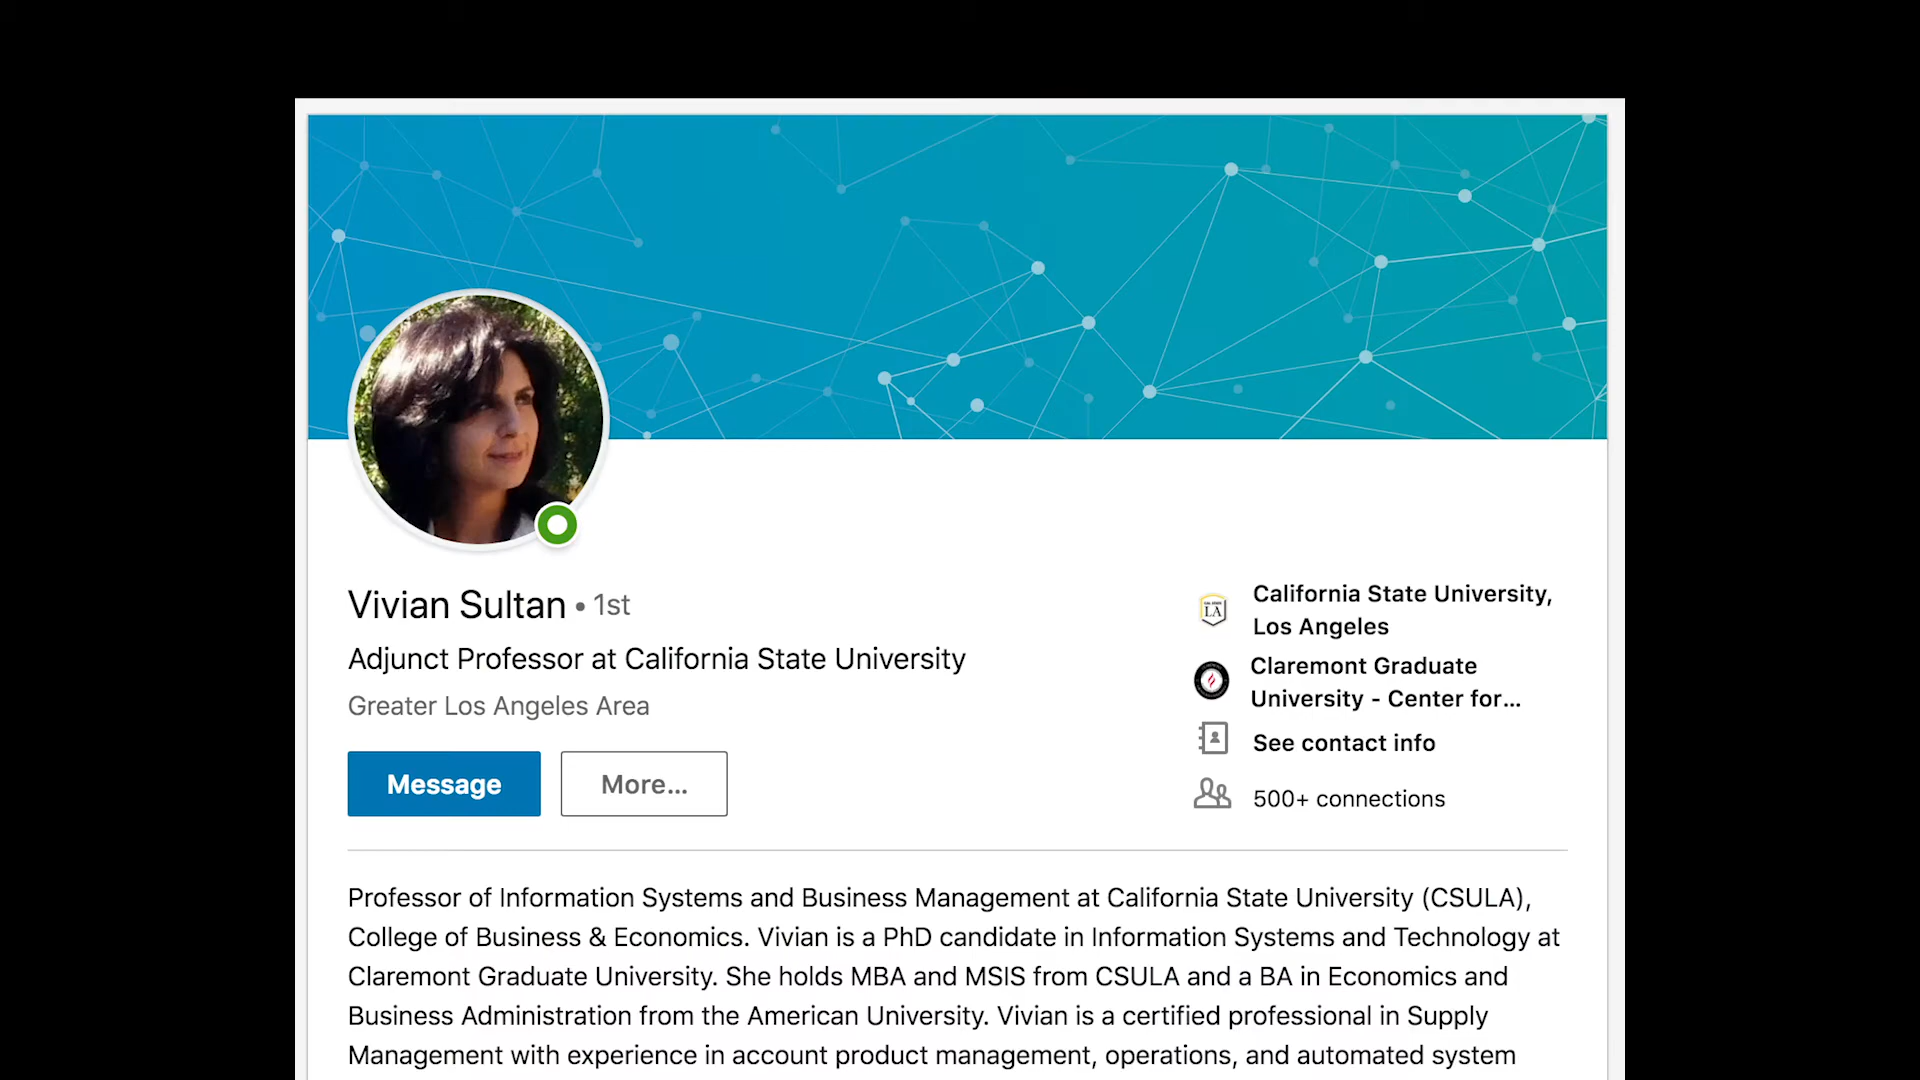 Vivian Sultan • 1st
Adjunct Professor at California State University
Greater Los Angeles Area
Message
More...
California State University,
Los Angeles
Claremont Graduate
University - Center for...
See contact info
500+ connections
Professor of Information Systems and Business Management at California State University (CSULA),
College of Business & Economics. Vivian is a PhD candidate in Information Systems and Technology at
Claremont Graduate University. She holds MBA and MSIS from CSULA and a BA in Economics and
Business Administration from the American University. Vivian is a certified professional in Supply
Management with experience in account product management, operations, and automated system